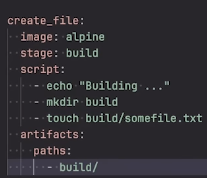 create_file:
  image: alpine
  stage: build
  script:
    - echo "Building ..."
    - mkdir build
    - touch build/somefile.txt
  artifacts:
    paths:
      - build/